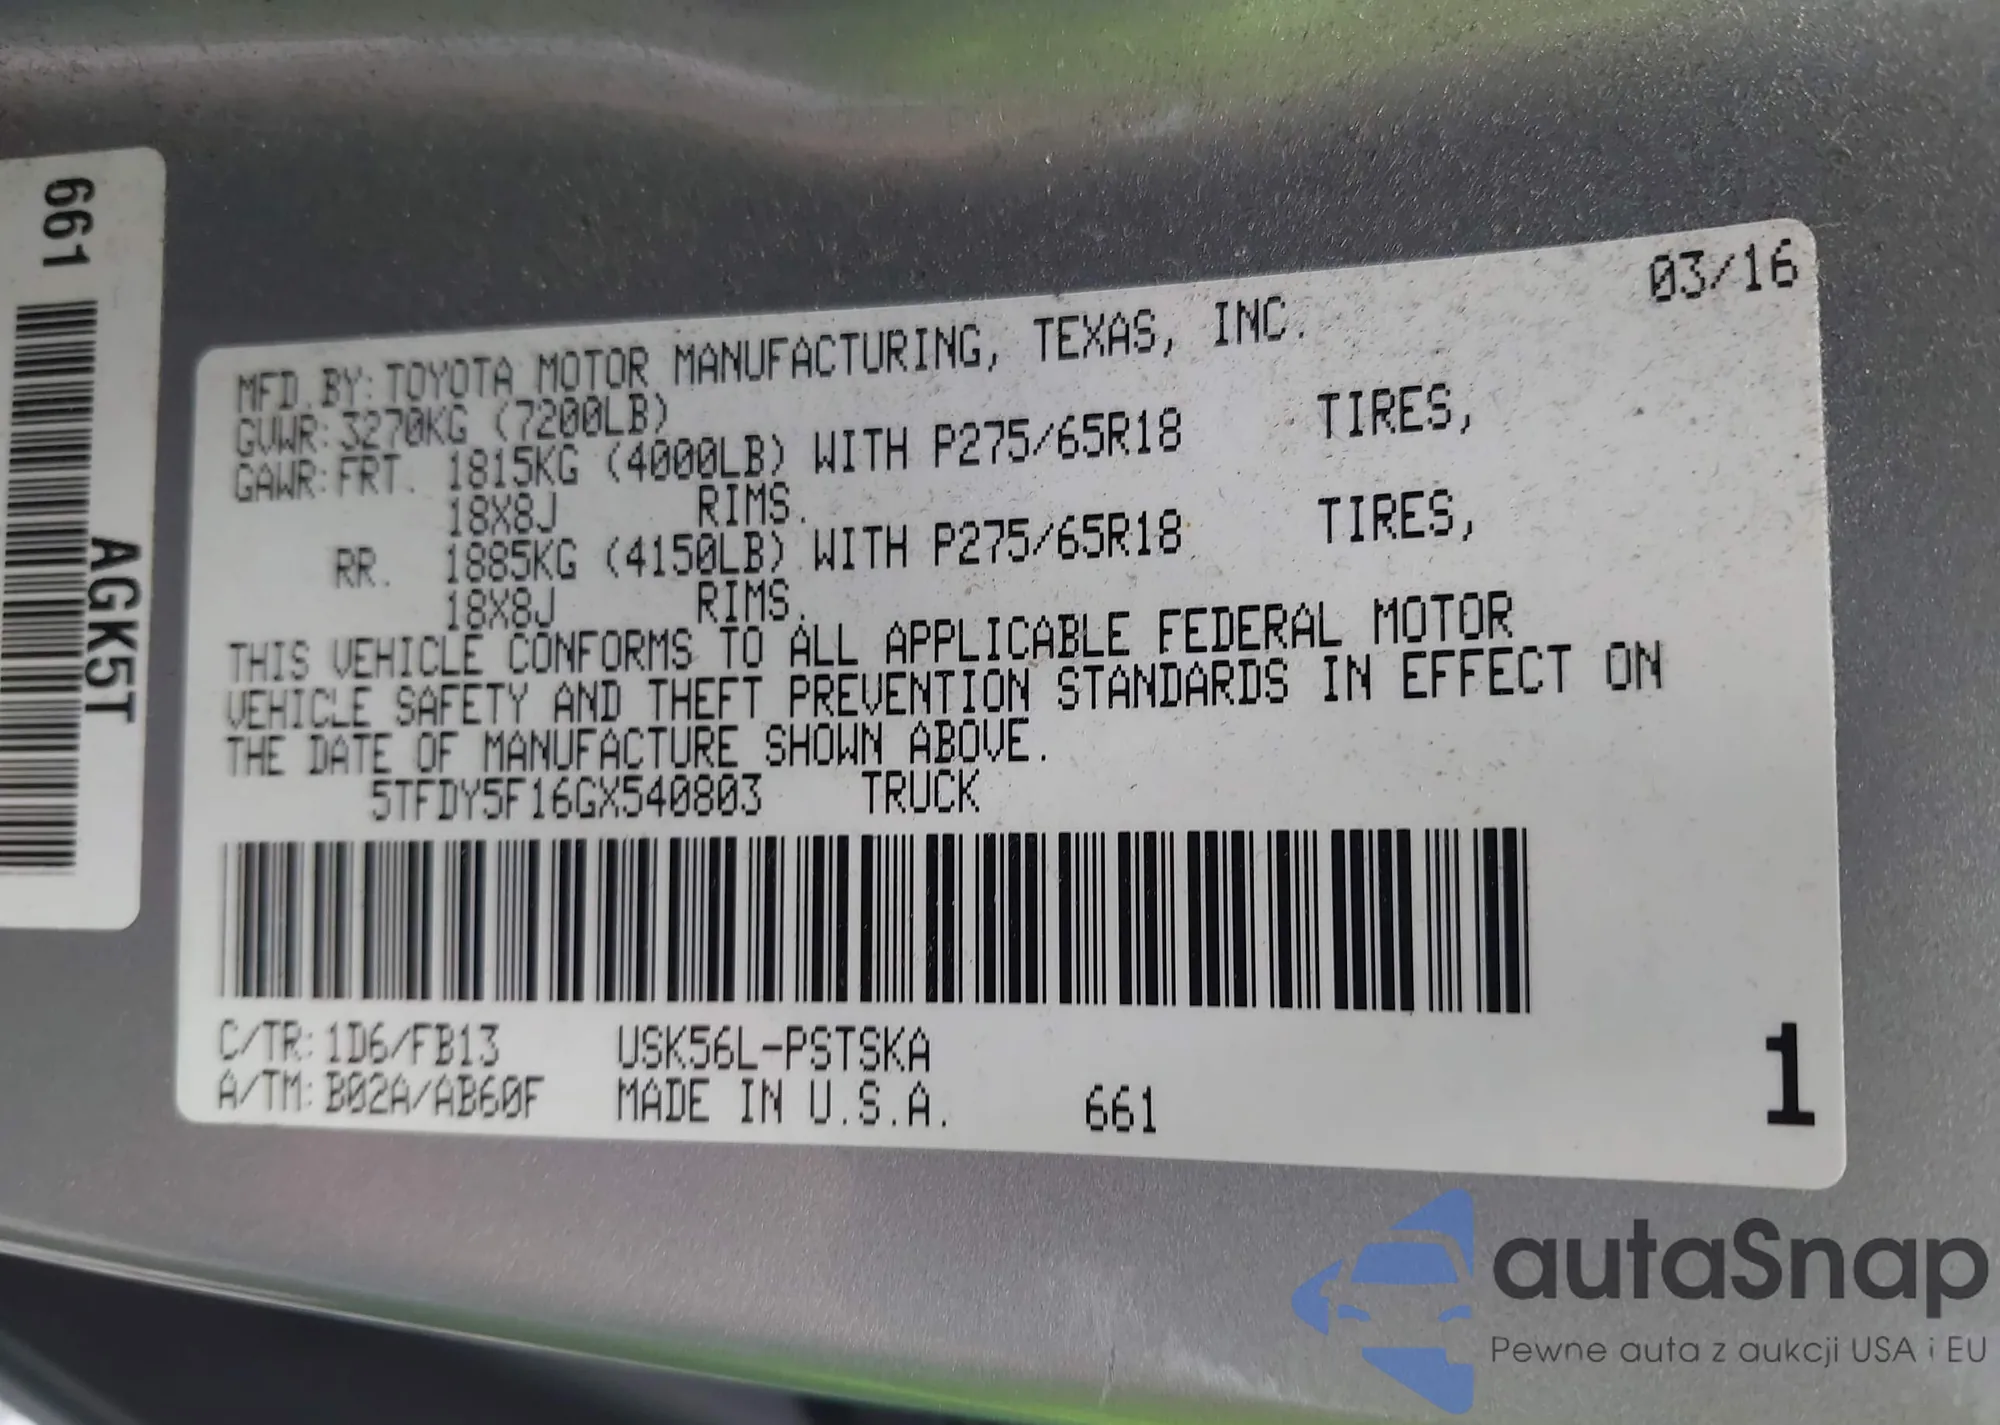 661
AGK5T
03/16
MFD.BY: TOYOTA MOTOR MANUFACTURING, TEXAS, INC.
GVWR: 3270KG (7200LB)
GAWR: FRT. 1815KG (4000LB) WITH P275/65R18 TIRES,
18X8J RIMS.
RR. 1885KG (4150LB) WITH P275/65R18 TIRES,
18X8J RIMS.
THIS VEHICLE CONFORMS TO ALL APPLICABLE FEDERAL MOTOR
VEHICLE SAFETY AND THEFT PREVENTION STANDARDS IN EFFECT ON
THE DATE OF MANUFACTURE SHOWN ABOVE.
5TFDY5F16GX540803 TRUCK
C/TR: 1D6/FB13 USK56L-PSTSKA
A/TM: B02A/AB60F MADE IN U.S.A. 661
1
autaSnap
Pewne auta z aukcji USA i EU